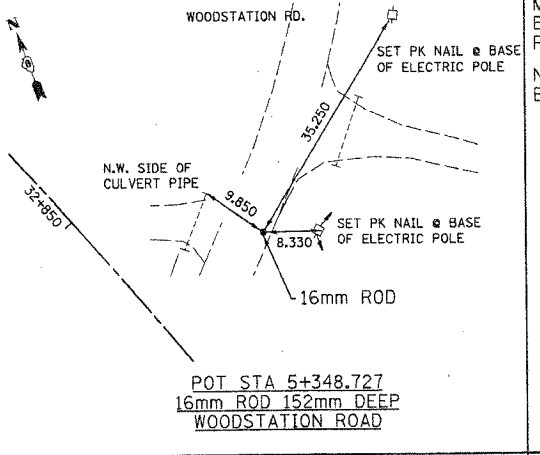 N
WOODSTATION RD.
SET PK NAIL @ BASE
OF ELECTRIC POLE
35.250
N.W. SIDE OF
CULVERT PIPE
9.850
32+850
SET PK NAIL @ BASE
OF ELECTRIC POLE
8.330
16mm ROD
POT STA 5+348.727
16mm ROD 152mm DEEP
WOODSTATION ROAD